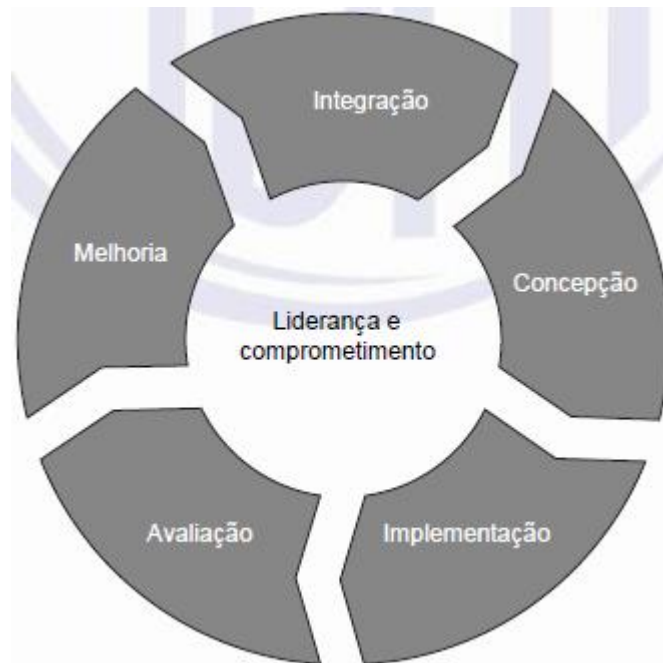 Integração
Concepção
Implementação
Avaliação
Melhoria
Liderança e
comprometimento